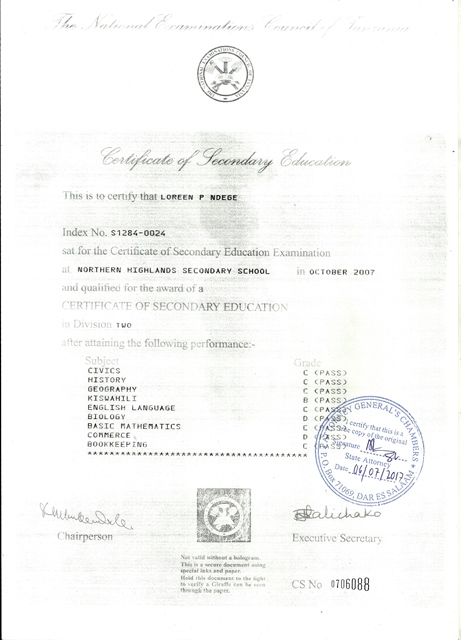 The National Examinations Council of Tanzania
Certificate of Secondary Education
This is to certify that LOREEN P NDEGE
Index No. S1284-0024
sat for the Certificate of Secondary Education Examination
at NORTHERN HIGHLANDS SECONDARY SCHOOL in OCTOBER 2007
and qualified for the award of a
CERTIFICATE OF SECONDARY EDUCATION
in Division TWO
after attaining the following performance:-
Subject Grade
CIVICS C (PASS)
HISTORY C (PASS)
GEOGRAPHY C (PASS)
KISWAHILI B (PASS)
ENGLISH LANGUAGE C (PASS)
BIOLOGY D (PASS)
BASIC MATHEMATICS C (PASS)
COMMERCE D (PASS)
BOOKKEEPING C (PASS)
ATTORNEY GENERAL'S CHAMBERS
I certify that this is a
true copy of the original
Signature
State Attorney
Date 06/07/2017
P.O. Box 71069, DAR ES SALAAM
Chairperson
Executive Secretary
Not valid without a hologram.
This is a secure document using
special inks and paper.
Hold this document to the light
to verify a Giraffe can be seen
through the paper.
CS No 0706088